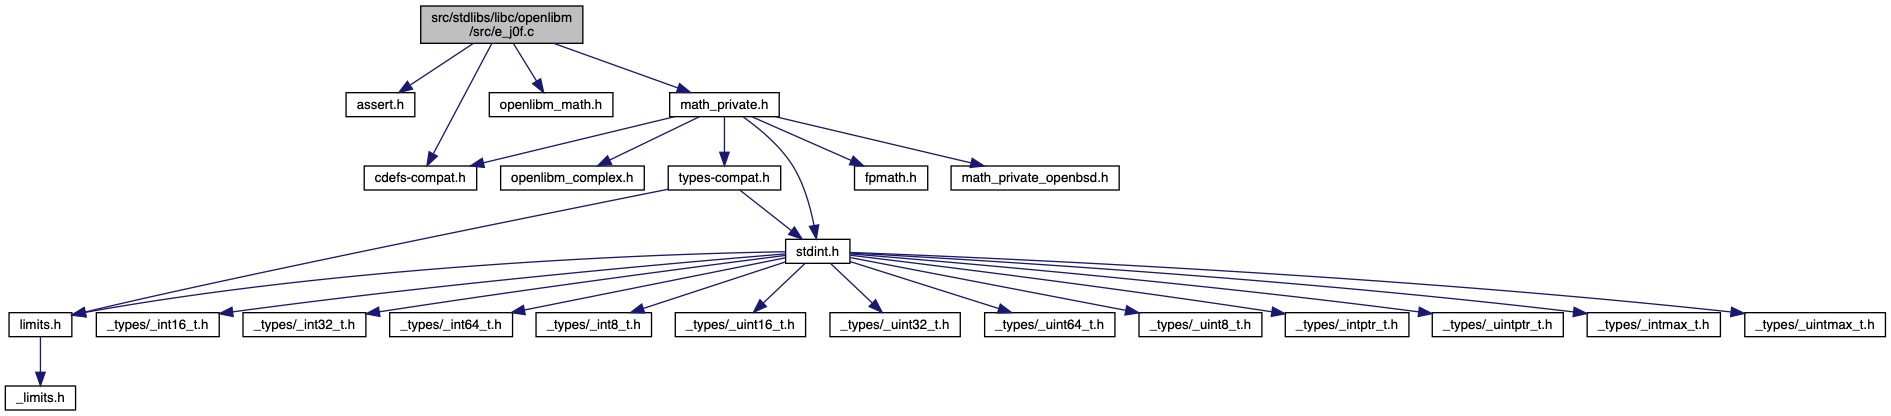 src/stdlibs/libc/openlibm
/src/e_j0f.c
assert.h
openlibm_math.h
math_private.h
cdefs-compat.h
openlibm_complex.h
types-compat.h
fpmath.h
math_private_openbsd.h
stdint.h
limits.h
_types/_int16_t.h
_types/_int32_t.h
_types/_int64_t.h
_types/_int8_t.h
_types/_uint16_t.h
_types/_uint32_t.h
_types/_uint64_t.h
_types/_uint8_t.h
_types/_intptr_t.h
_types/_uintptr_t.h
_types/_intmax_t.h
_types/_uintmax_t.h
_limits.h